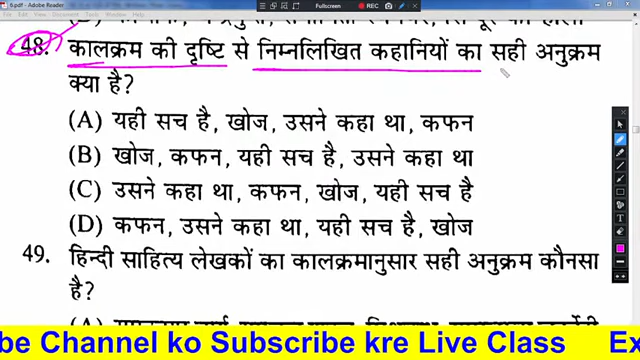 9.pdf
Fullscreen
REC
48. कालक्रम की दृष्टि से निम्नलिखित कहानियों का सही अनुक्रम
क्या है?
(A) यही सच है, खोज, उसने कहा था, कफन
(B) खोज, कफन, यही सच है, उसने कहा था
(C) उसने कहा था, कफन, खोज, यही सच है
(D) कफन, उसने कहा था, यही सच है, खोज
49. हिन्दी साहित्य लेखकों का कालक्रमानुसार सही अनुक्रम कौनसा
है?
(A)
be Channel ko Subscribe kre Live Class Ex